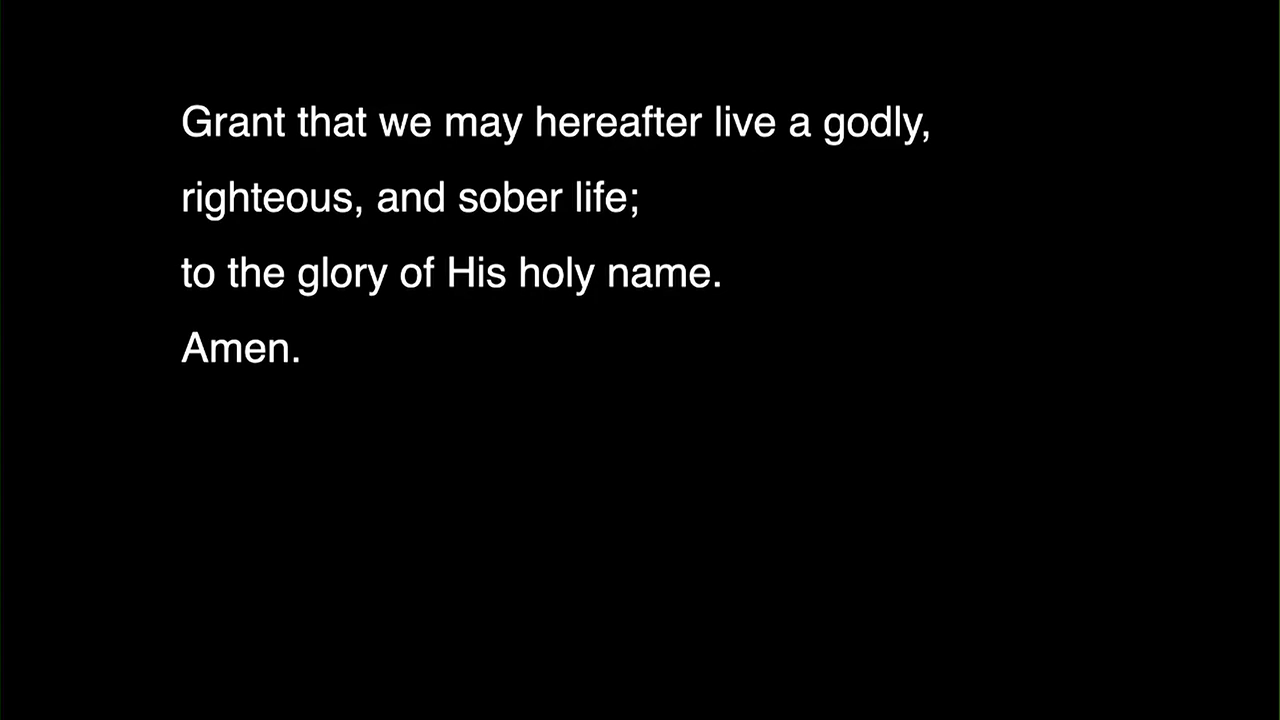 Grant that we may hereafter live a godly,
righteous, and sober life;
to the glory of His holy name.
Amen.